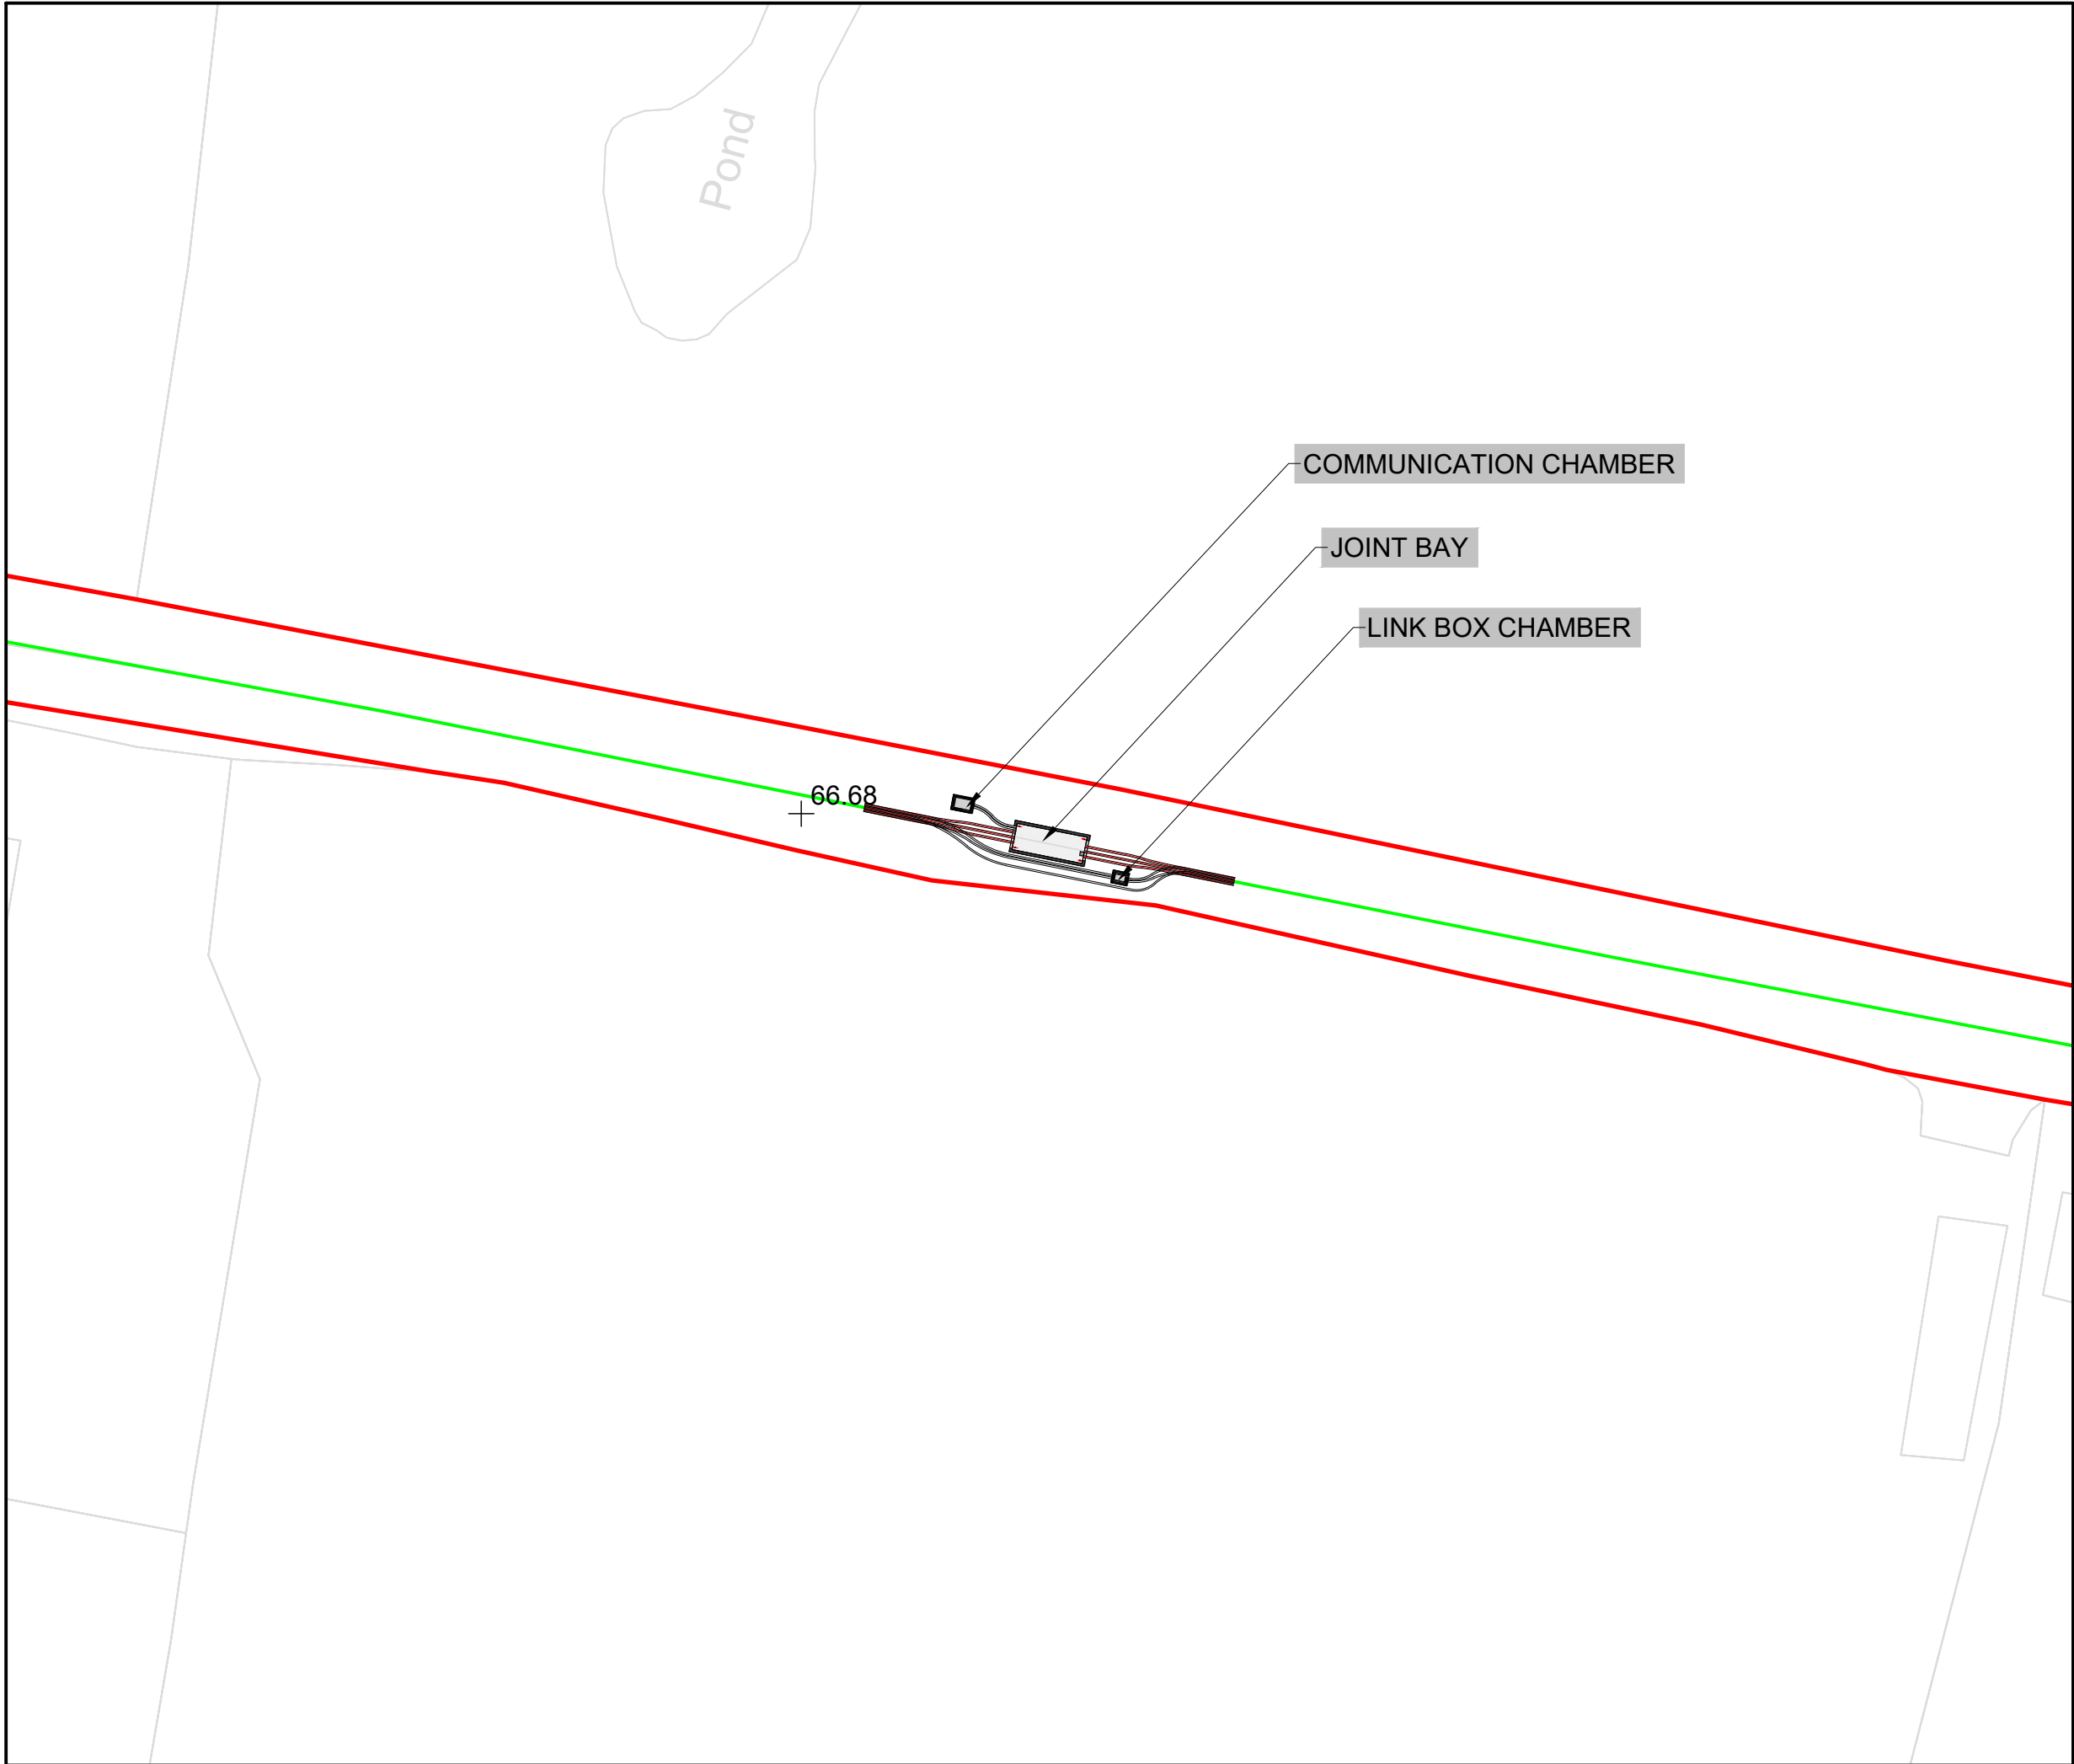 Pond
COMMUNICATION CHAMBER
JOINT BAY
LINK BOX CHAMBER
66.68